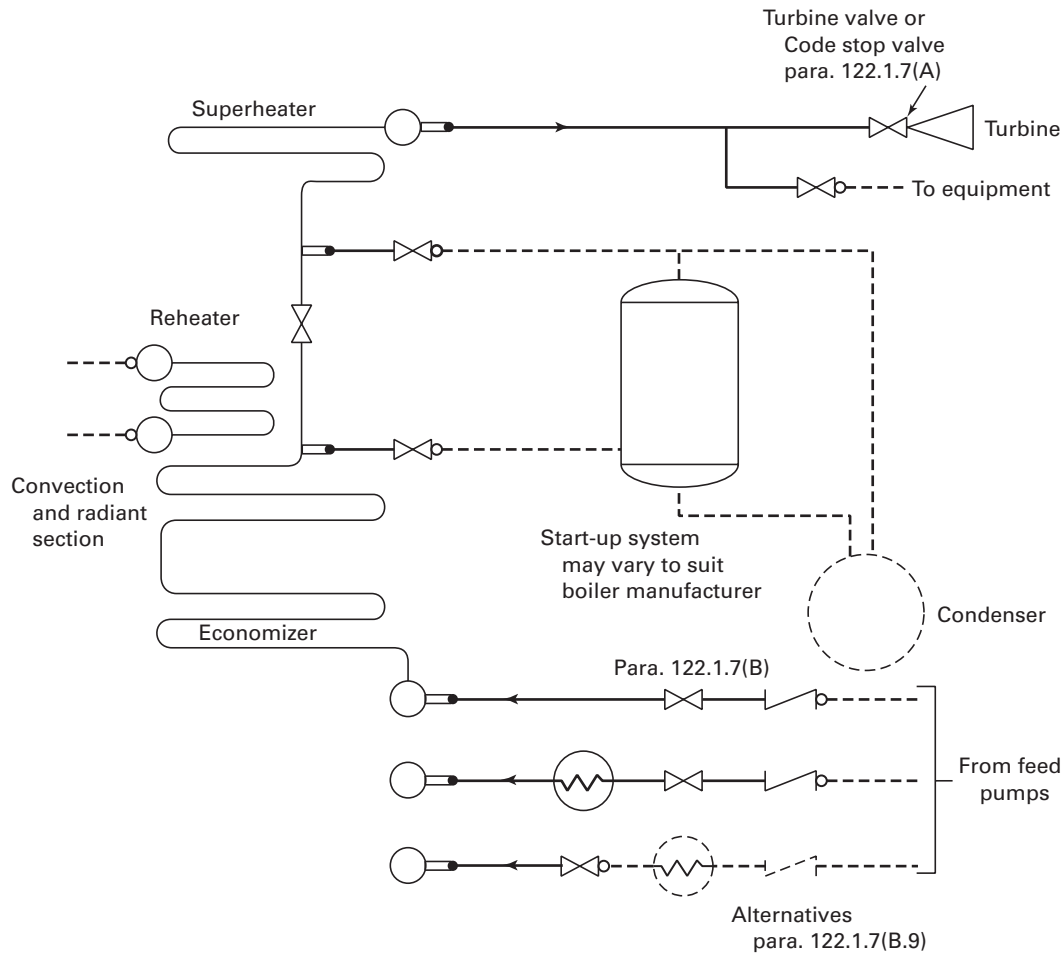 Turbine valve or
Code stop valve
para. 122.1.7(A)
Superheater
Turbine
To equipment
Reheater
Convection
and radiant
section
Start-up system
may vary to suit
boiler manufacturer
Condenser
Economizer
Para. 122.1.7(B)
From feed
pumps
Alternatives
para. 122.1.7(B.9)